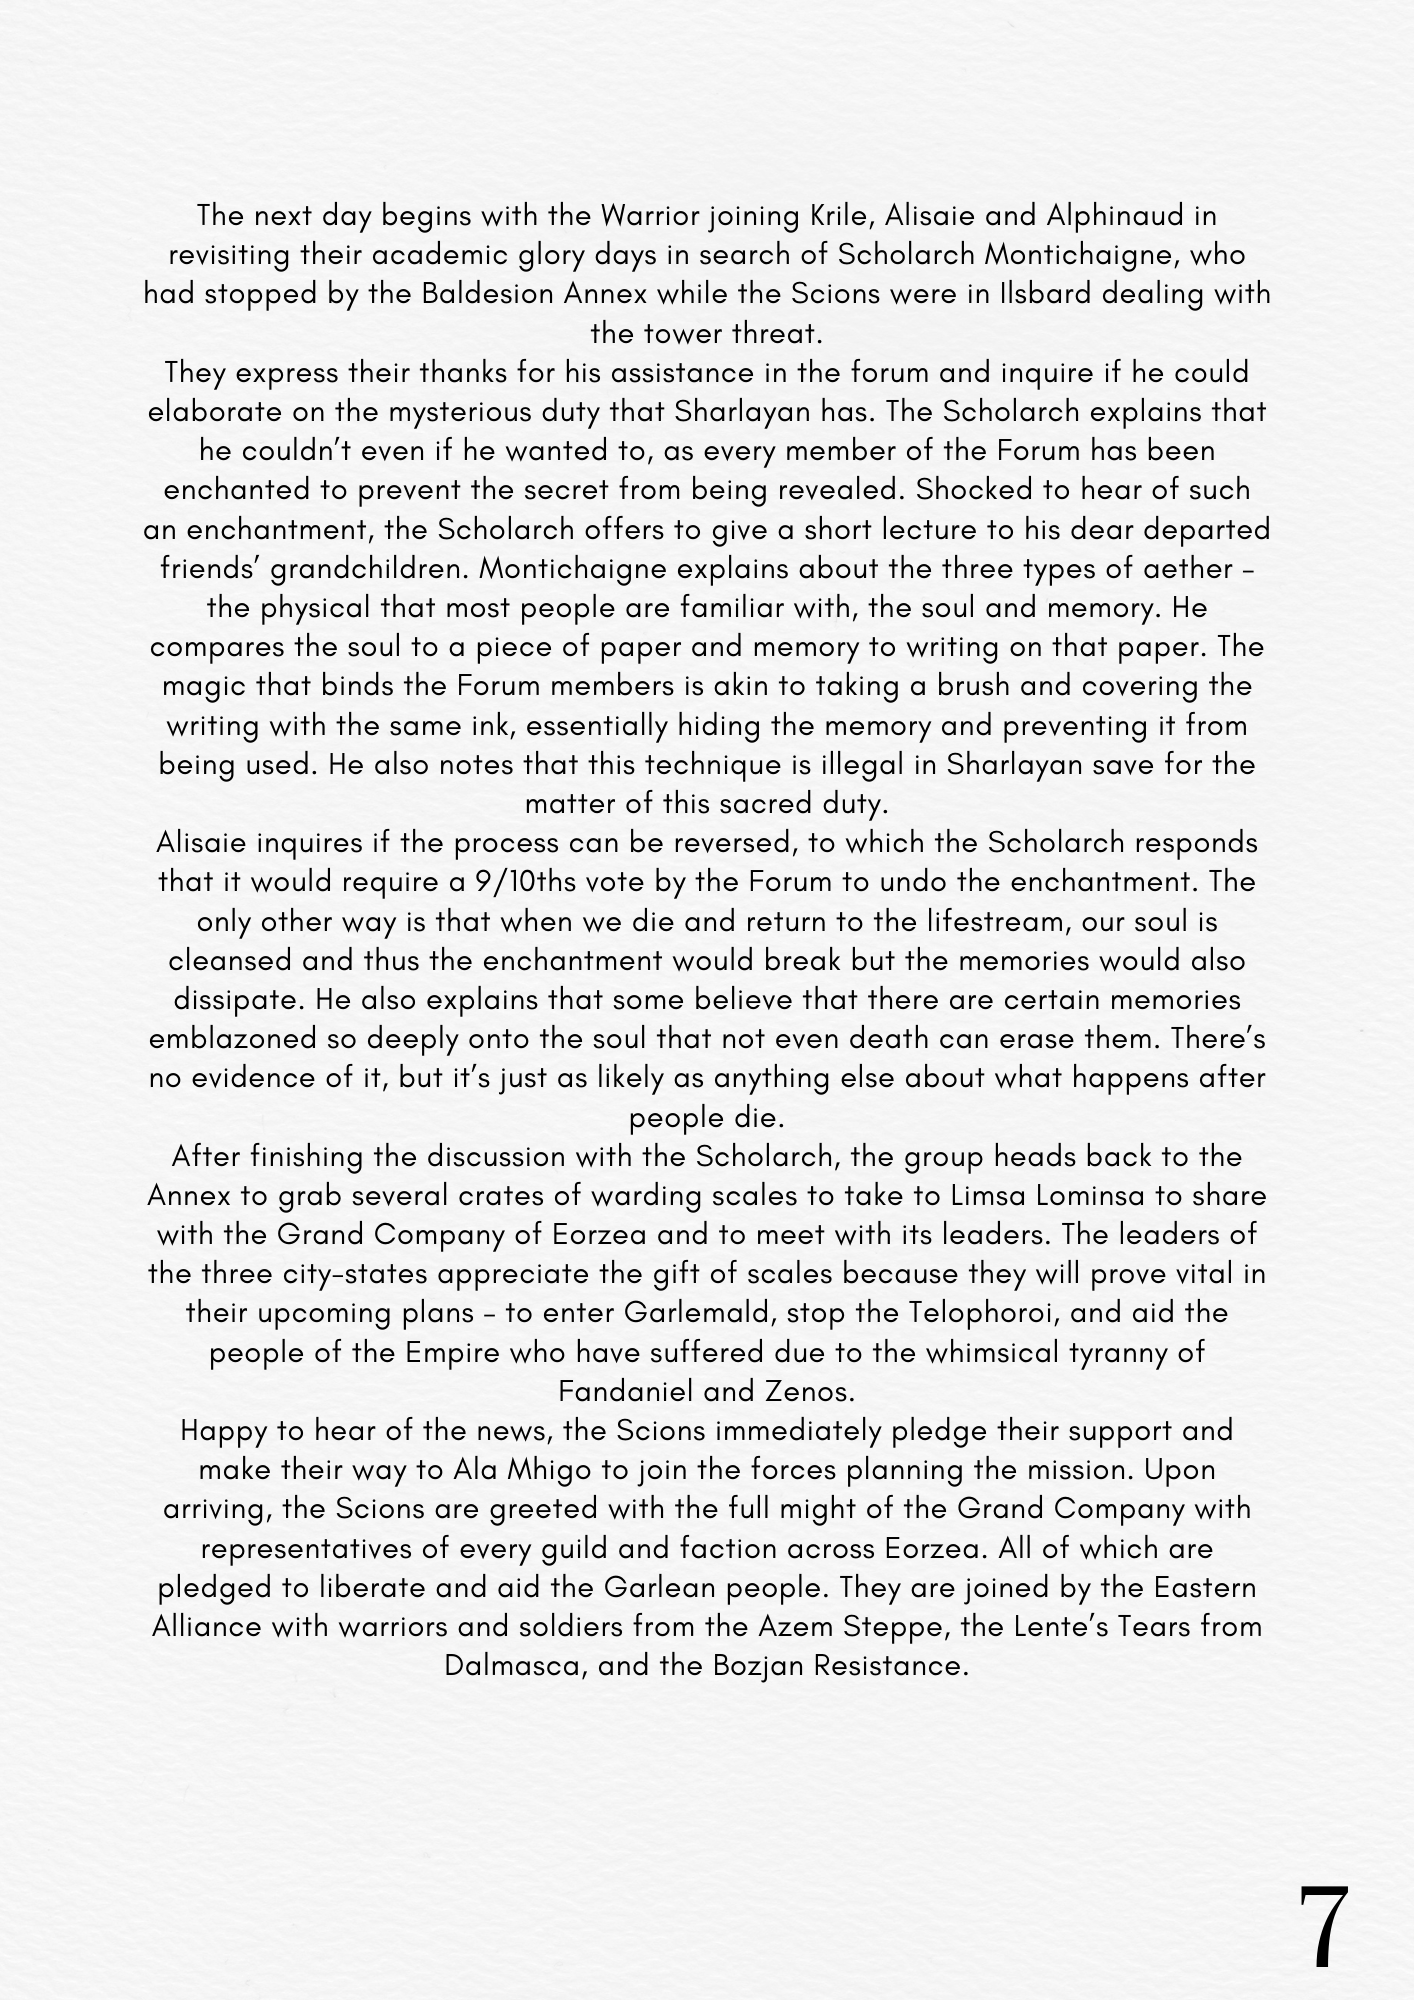 The next day begins with the Warrior joining Krile, Alisaie and Alphinaud in
revisiting their academic glory days in search of Scholarch Montichaigne, who
had stopped by the Baldesion Annex while the Scions were in Ilsbard dealing with
the tower threat.
They express their thanks for his assistance in the forum and inquire if he could
elaborate on the mysterious duty that Sharlayan has. The Scholarch explains that
he couldn’t even if he wanted to, as every member of the Forum has been
enchanted to prevent the secret from being revealed. Shocked to hear of such
an enchantment, the Scholarch offers to give a short lecture to his dear departed
friends’ grandchildren. Montichaigne explains about the three types of aether –
the physical that most people are familiar with, the soul and memory. He
compares the soul to a piece of paper and memory to writing on that paper. The
magic that binds the Forum members is akin to taking a brush and covering the
writing with the same ink, essentially hiding the memory and preventing it from
being used. He also notes that this technique is illegal in Sharlayan save for the
matter of this sacred duty.
Alisaie inquires if the process can be reversed, to which the Scholarch responds
that it would require a 9/10ths vote by the Forum to undo the enchantment. The
only other way is that when we die and return to the lifestream, our soul is
cleansed and thus the enchantment would break but the memories would also
dissipate. He also explains that some believe that there are certain memories
emblazoned so deeply onto the soul that not even death can erase them. There’s
no evidence of it, but it’s just as likely as anything else about what happens after
people die.
After finishing the discussion with the Scholarch, the group heads back to the
Annex to grab several crates of warding scales to take to Limsa Lominsa to share
with the Grand Company of Eorzea and to meet with its leaders. The leaders of
the three city-states appreciate the gift of scales because they will prove vital in
their upcoming plans – to enter Garlemald, stop the Telophoroi, and aid the
people of the Empire who have suffered due to the whimsical tyranny of
Fandaniel and Zenos.
Happy to hear of the news, the Scions immediately pledge their support and
make their way to Ala Mhigo to join the forces planning the mission. Upon
arriving, the Scions are greeted with the full might of the Grand Company with
representatives of every guild and faction across Eorzea. All of which are
pledged to liberate and aid the Garlean people. They are joined by the Eastern
Alliance with warriors and soldiers from the Azem Steppe, the Lente’s Tears from
Dalmasca, and the Bozjan Resistance.
7